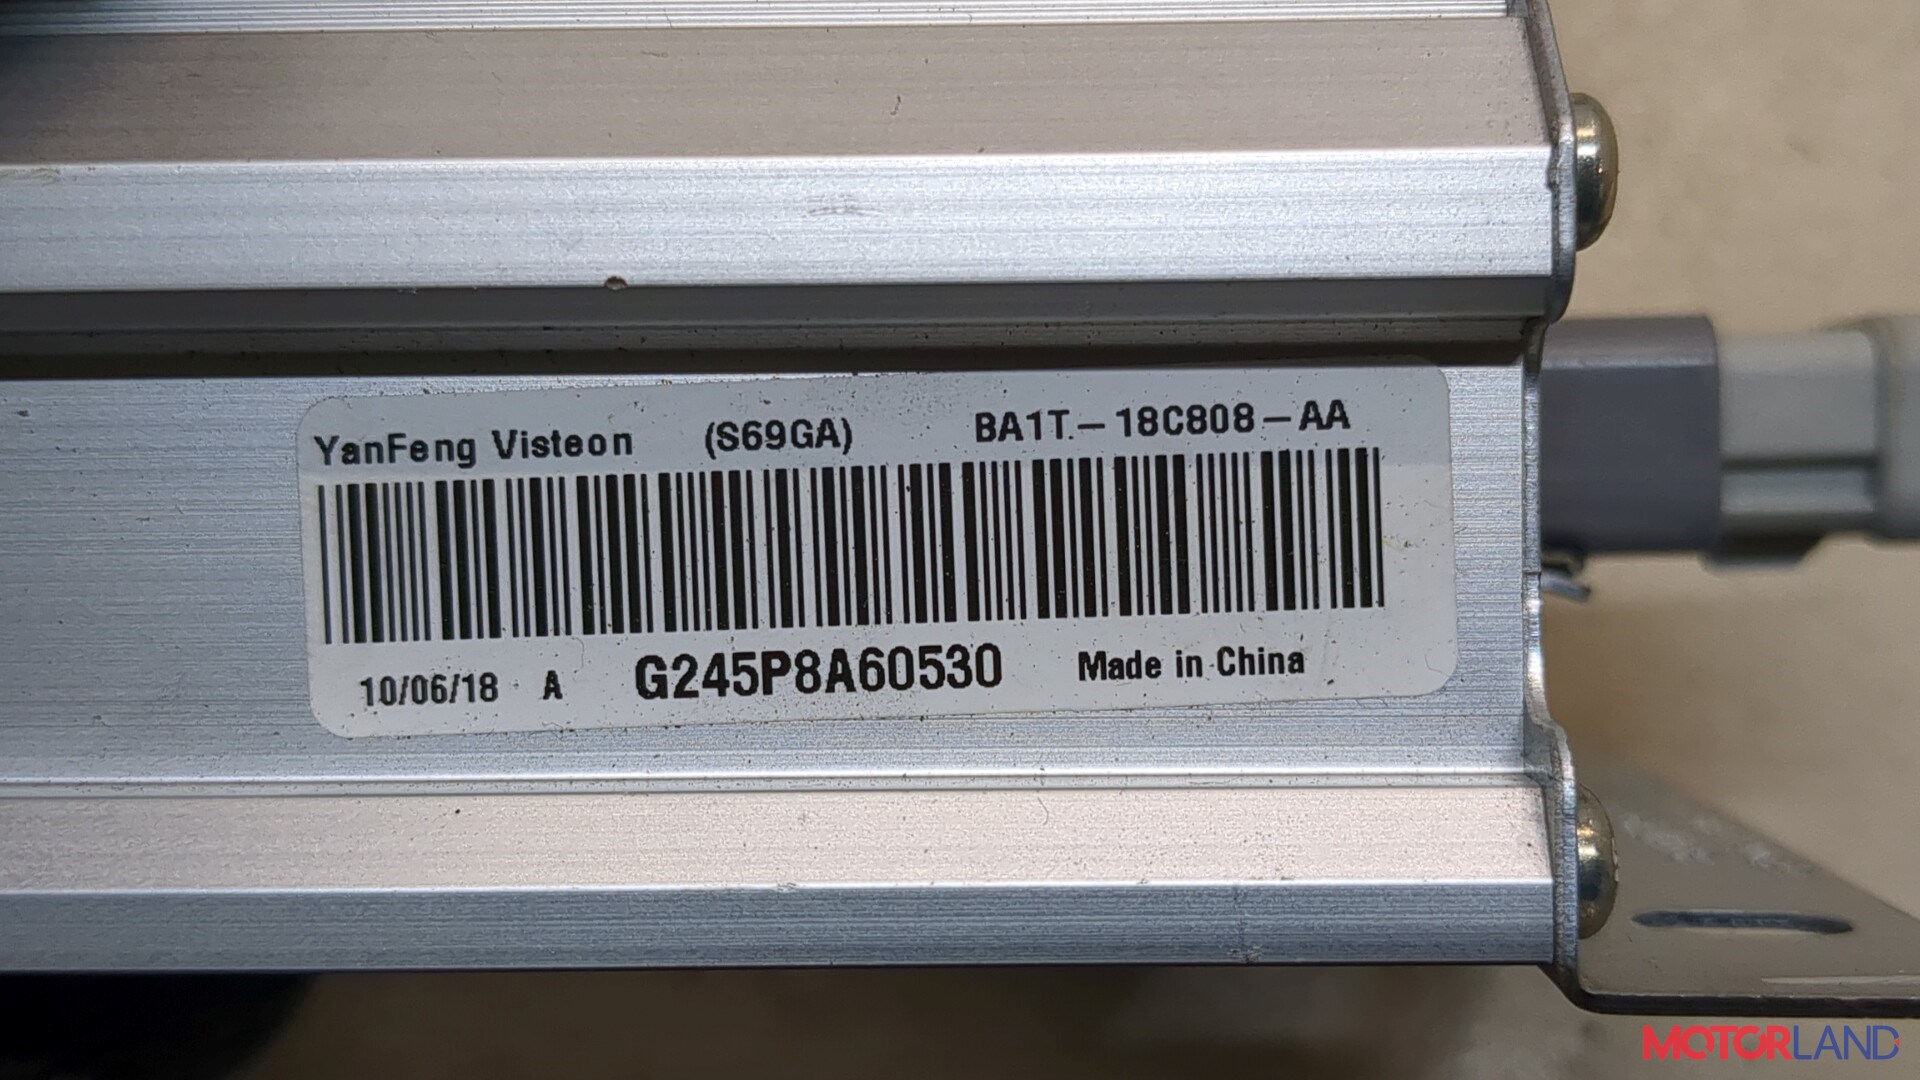 YanFeng Visteon (S69GA) BA1T-18C808-AA
10/06/18 A G245P8A60530 Made in China
MOTORLAND